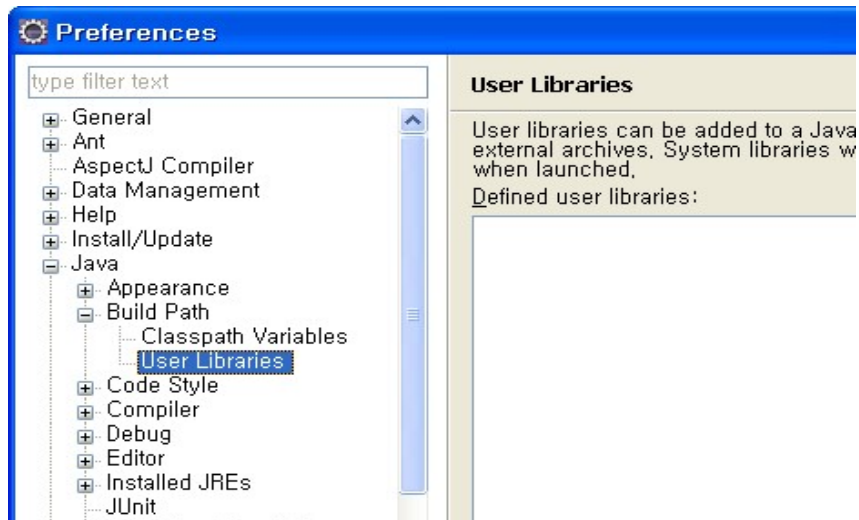 Preferences
type filter text
General
Ant
AspectJ Compiler
Data Management
Help
Install/Update
Java
Appearance
Build Path
Classpath Variables
User Libraries
Code Style
Compiler
Debug
Editor
Installed JREs
JUnit
User Libraries
User libraries can be added to a Java
external archives. System libraries w
when launched.
Defined user libraries: